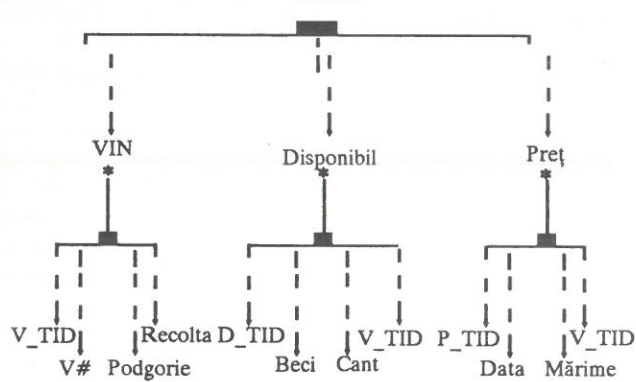 VIN Disponibil Preţ
* * *
V_TID Recolta D_TID V_TID P_TID V_TID
V# Podgorie Beci Cant Data Mărime